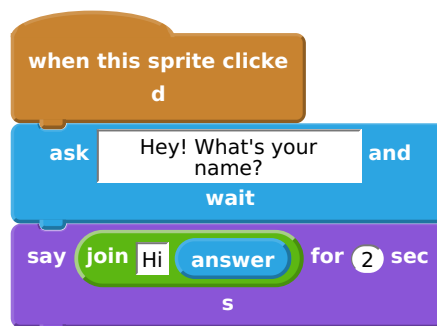 when this sprite clicke
d
ask Hey! What's your name? and
wait
say join Hi answer for 2 sec
s